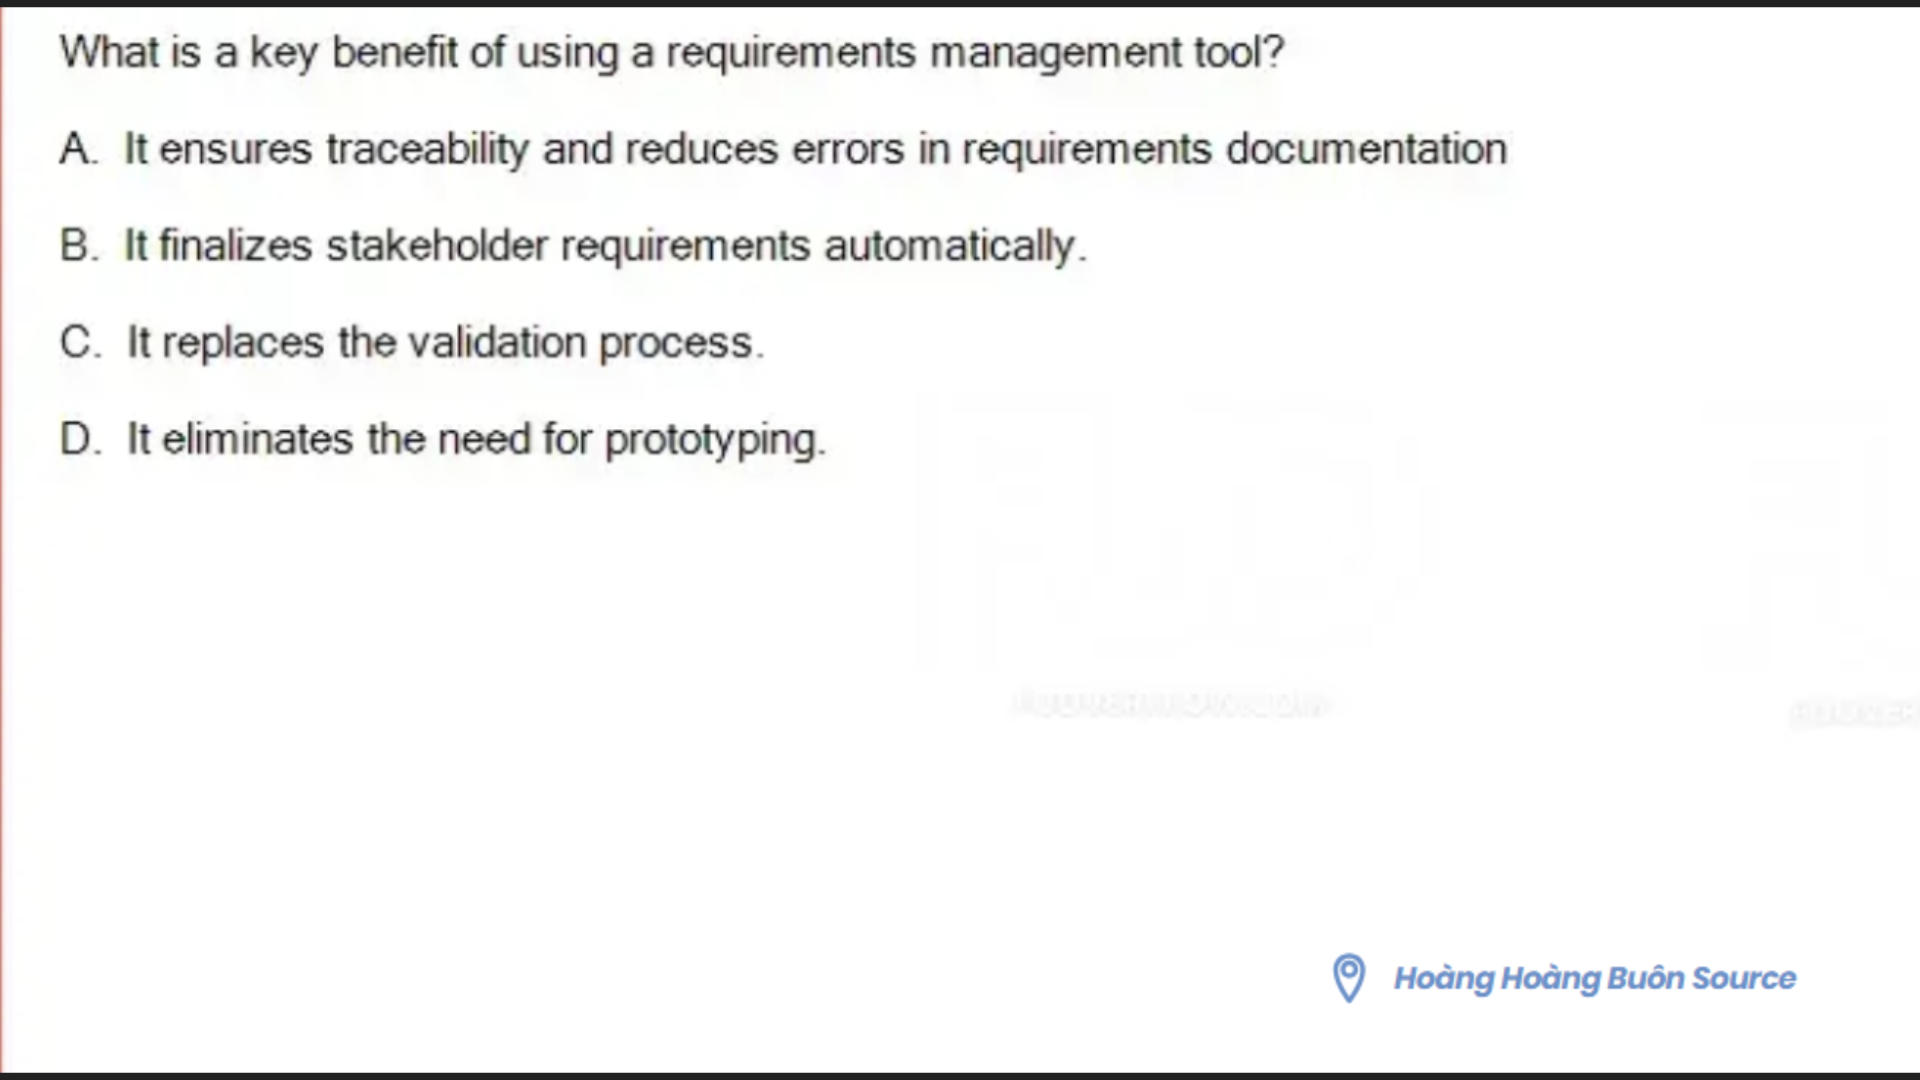 What is a key benefit of using a requirements management tool?
A. It ensures traceability and reduces errors in requirements documentation
B. It finalizes stakeholder requirements automatically.
C. It replaces the validation process.
D. It eliminates the need for prototyping.
Hoàng Hoàng Buôn Source